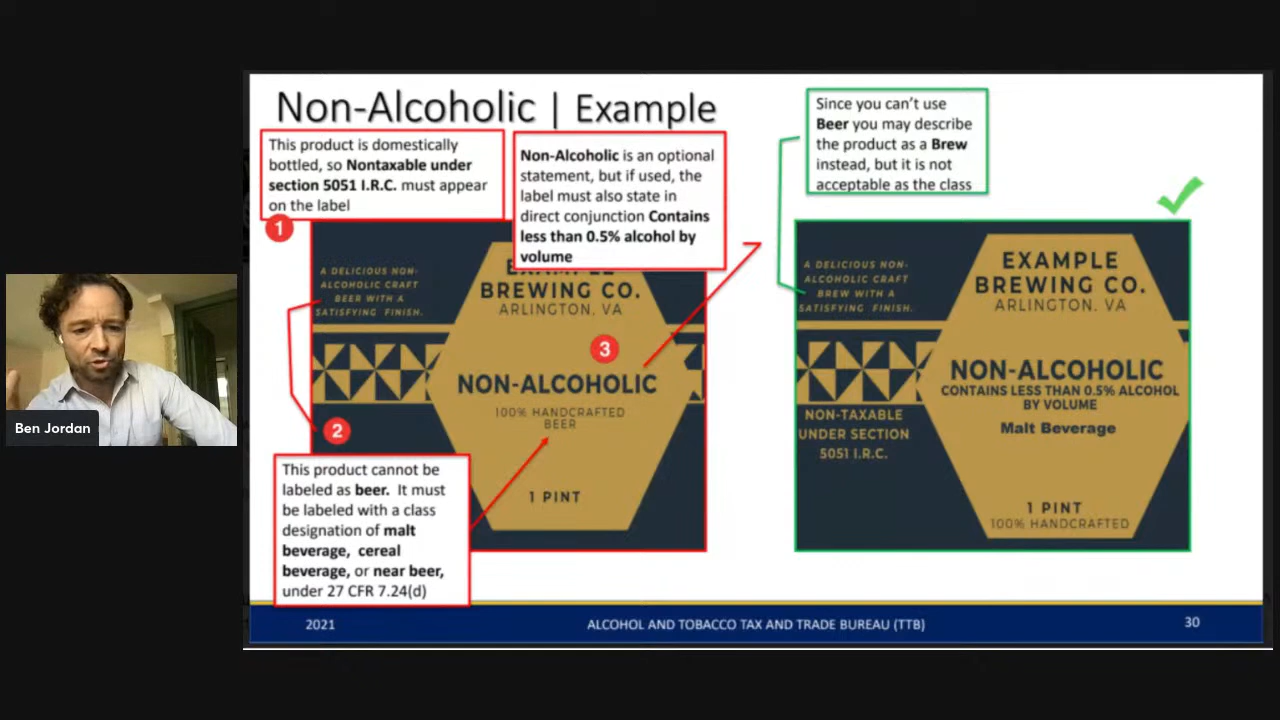 Non-Alcoholic | Example
This product is domestically
bottled, so Nontaxable under
section 5051 I.R.C. must appear
on the label
Non-Alcoholic is an optional
statement, but if used, the
label must also state in
direct conjunction Contains
less than 0.5% alcohol by
volume
Since you can't use
Beer you may describe
the product as a Brew
instead, but it is not
acceptable as the class
1
A DELICIOUS NON-
ALCOHOLIC CRAFT
BEER WITH A
SATISFYING FINISH.
EXAMPLE
BREWING CO.
ARLINGTON, VA
3
NON-ALCOHOLIC
100% HANDCRAFTED
BEER
1 PINT
2
This product cannot be
labeled as beer. It must
be labeled with a class
designation of malt
beverage, cereal
beverage, or near beer,
under 27 CFR 7.24(d)
A DELICIOUS NON-
ALCOHOLIC CRAFT
BREW WITH A
SATISFYING FINISH.
EXAMPLE
BREWING CO.
ARLINGTON, VA
NON-ALCOHOLIC
CONTAINS LESS THAN 0.5% ALCOHOL
BY VOLUME
Malt Beverage
NON-TAXABLE
UNDER SECTION
5051 I.R.C.
1 PINT
100% HANDCRAFTED
Ben Jordan
2021
ALCOHOL AND TOBACCO TAX AND TRADE BUREAU (TTB)
30